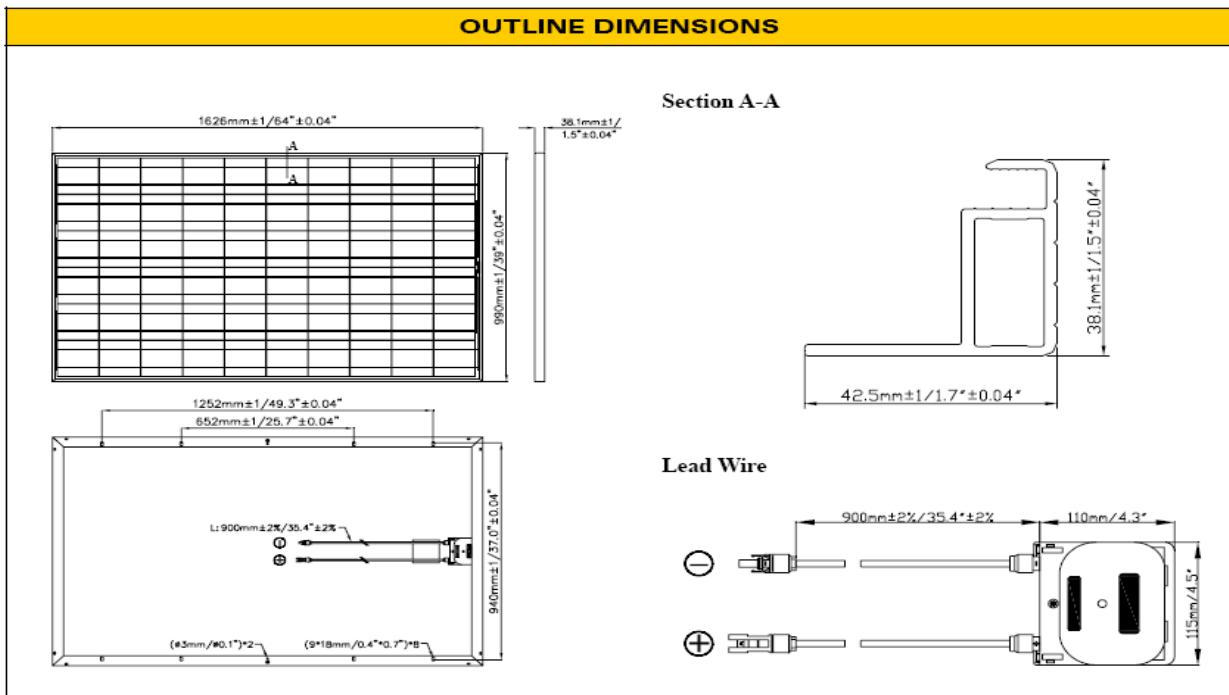 OUTLINE DIMENSIONS
1626mm±1/64"±0.04"
38.1mm±1/
1.5"±0.04"
A
A
990mm±1/39"±0.04"
1252mm±1/49.3"±0.04"
652mm±1/25.7"±0.04"
L:900mm±2%/35.4"±2%
940mm±1/37.0"±0.04"
(ø3mm/ø0.1")*2
(9*18mm/0.4"*0.7")*8
Section A-A
38.1mm±1/1.5"±0.04"
42.5mm±1/1.7"±0.04"
Lead Wire
900mm±2%/35.4"±2%
110mm/4.3"
115mm/4.5"